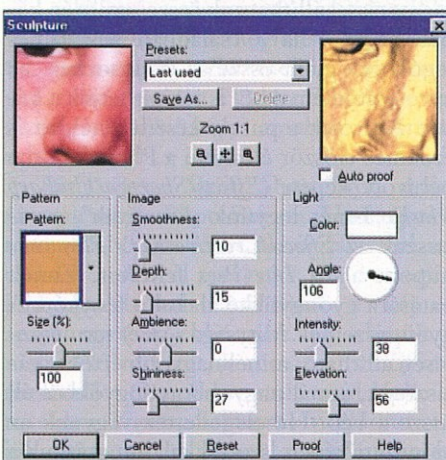 Sculpture
Presets:
Last used
Save As...
Delete
Zoom 1:1
Auto proof
Pattern
Pattern:
Size (%):
100
Image
Smoothness:
10
Depth:
15
Ambience:
0
Shininess:
27
Light
Color:
Angle:
106
Intensity:
38
Elevation:
56
OK
Cancel
Reset
Proof
Help